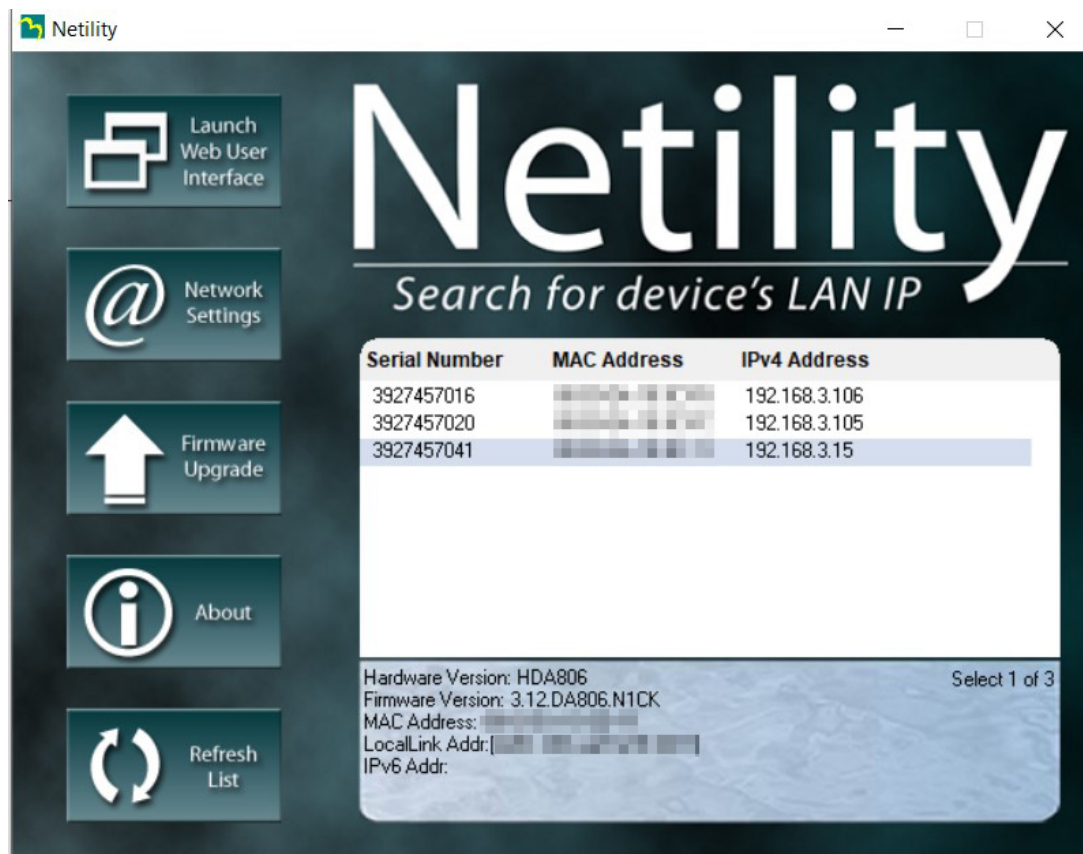 Netility
Launch
Web User
Interface
Network
Settings
Firmware
Upgrade
About
Refresh
List
Netility
Search for device's LAN IP
Serial Number MAC Address IPv4 Address
3927457016 192.168.3.106
3927457020 192.168.3.105
3927457041 192.168.3.15
Hardware Version: HDA806 Select 1 of 3
Firmware Version: 3.12.DA806.N1CK
MAC Address:
LocalLink Addr:[ ]
IPv6 Addr: